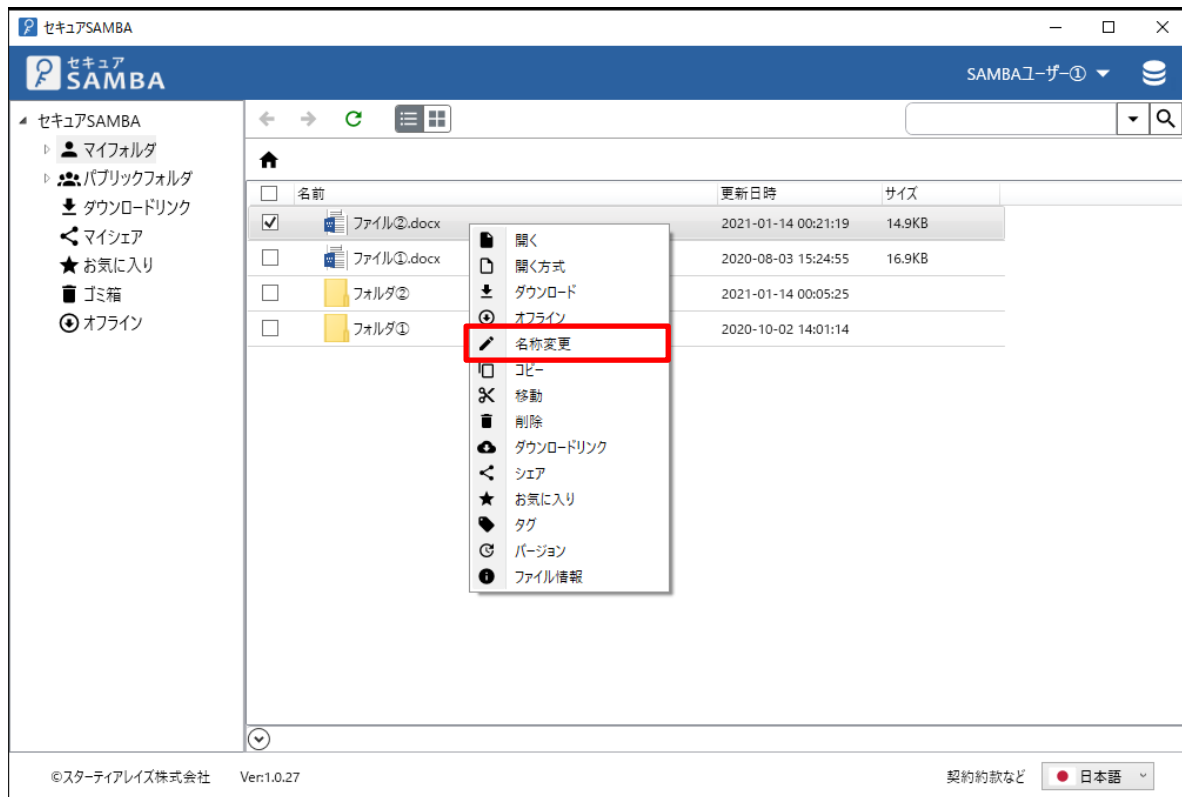 セキュアSAMBA
セキュア
SAMBA
SAMBAユーザー①
セキュアSAMBA
マイフォルダ
パブリックフォルダ
ダウンロードリンク
マイシェア
お気に入り
ゴミ箱
オフライン
名前 更新日時 サイズ
ファイル②.docx 2021-01-14 00:21:19 14.9KB
ファイル①.docx 2020-08-03 15:24:55 16.9KB
フォルダ② 2021-01-14 00:05:25
フォルダ① 2020-10-02 14:01:14
開く
開く方式
ダウンロード
オフライン
名称変更
コピー
移動
削除
ダウンロードリンク
シェア
お気に入り
タグ
バージョン
ファイル情報
©スターティアレイズ株式会社 Ver:1.0.27 契約約款など 日本語